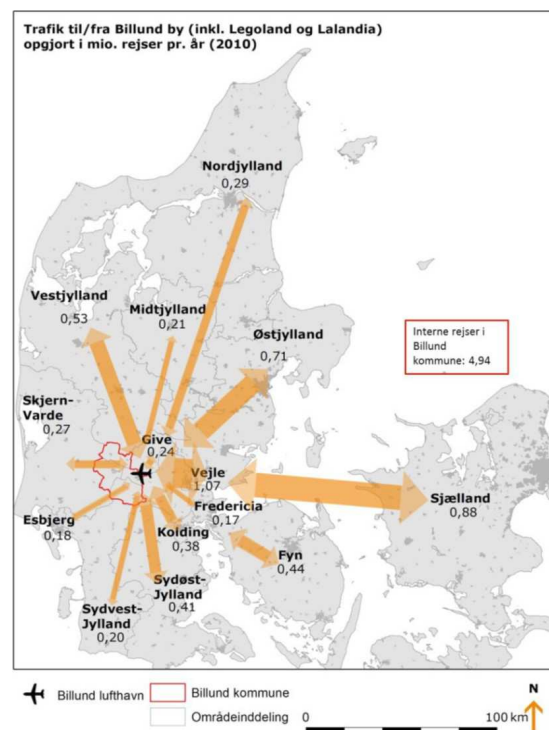 Trafik til/fra Billund by (inkl. Legoland og Lalandia)
opgjort i mio. rejser pr. år (2010)
Nordjylland
0,29
Vestjylland
0,53
Midtjylland
0,21
Østjylland
0,71
Interne rejser i
Billund
kommune: 4,94
Skjern-
Varde
0,27
Give
0,24
Vejle
1,07
Sjælland
0,88
Fredericia
0,17
Esbjerg
0,18
Kolding
0,38
Fyn
0,44
Sydøst-
Jylland
0,41
Sydvest-
Jylland
0,20
Billund lufthavn
Billund kommune
Områdeinddeling
0
100 km
N